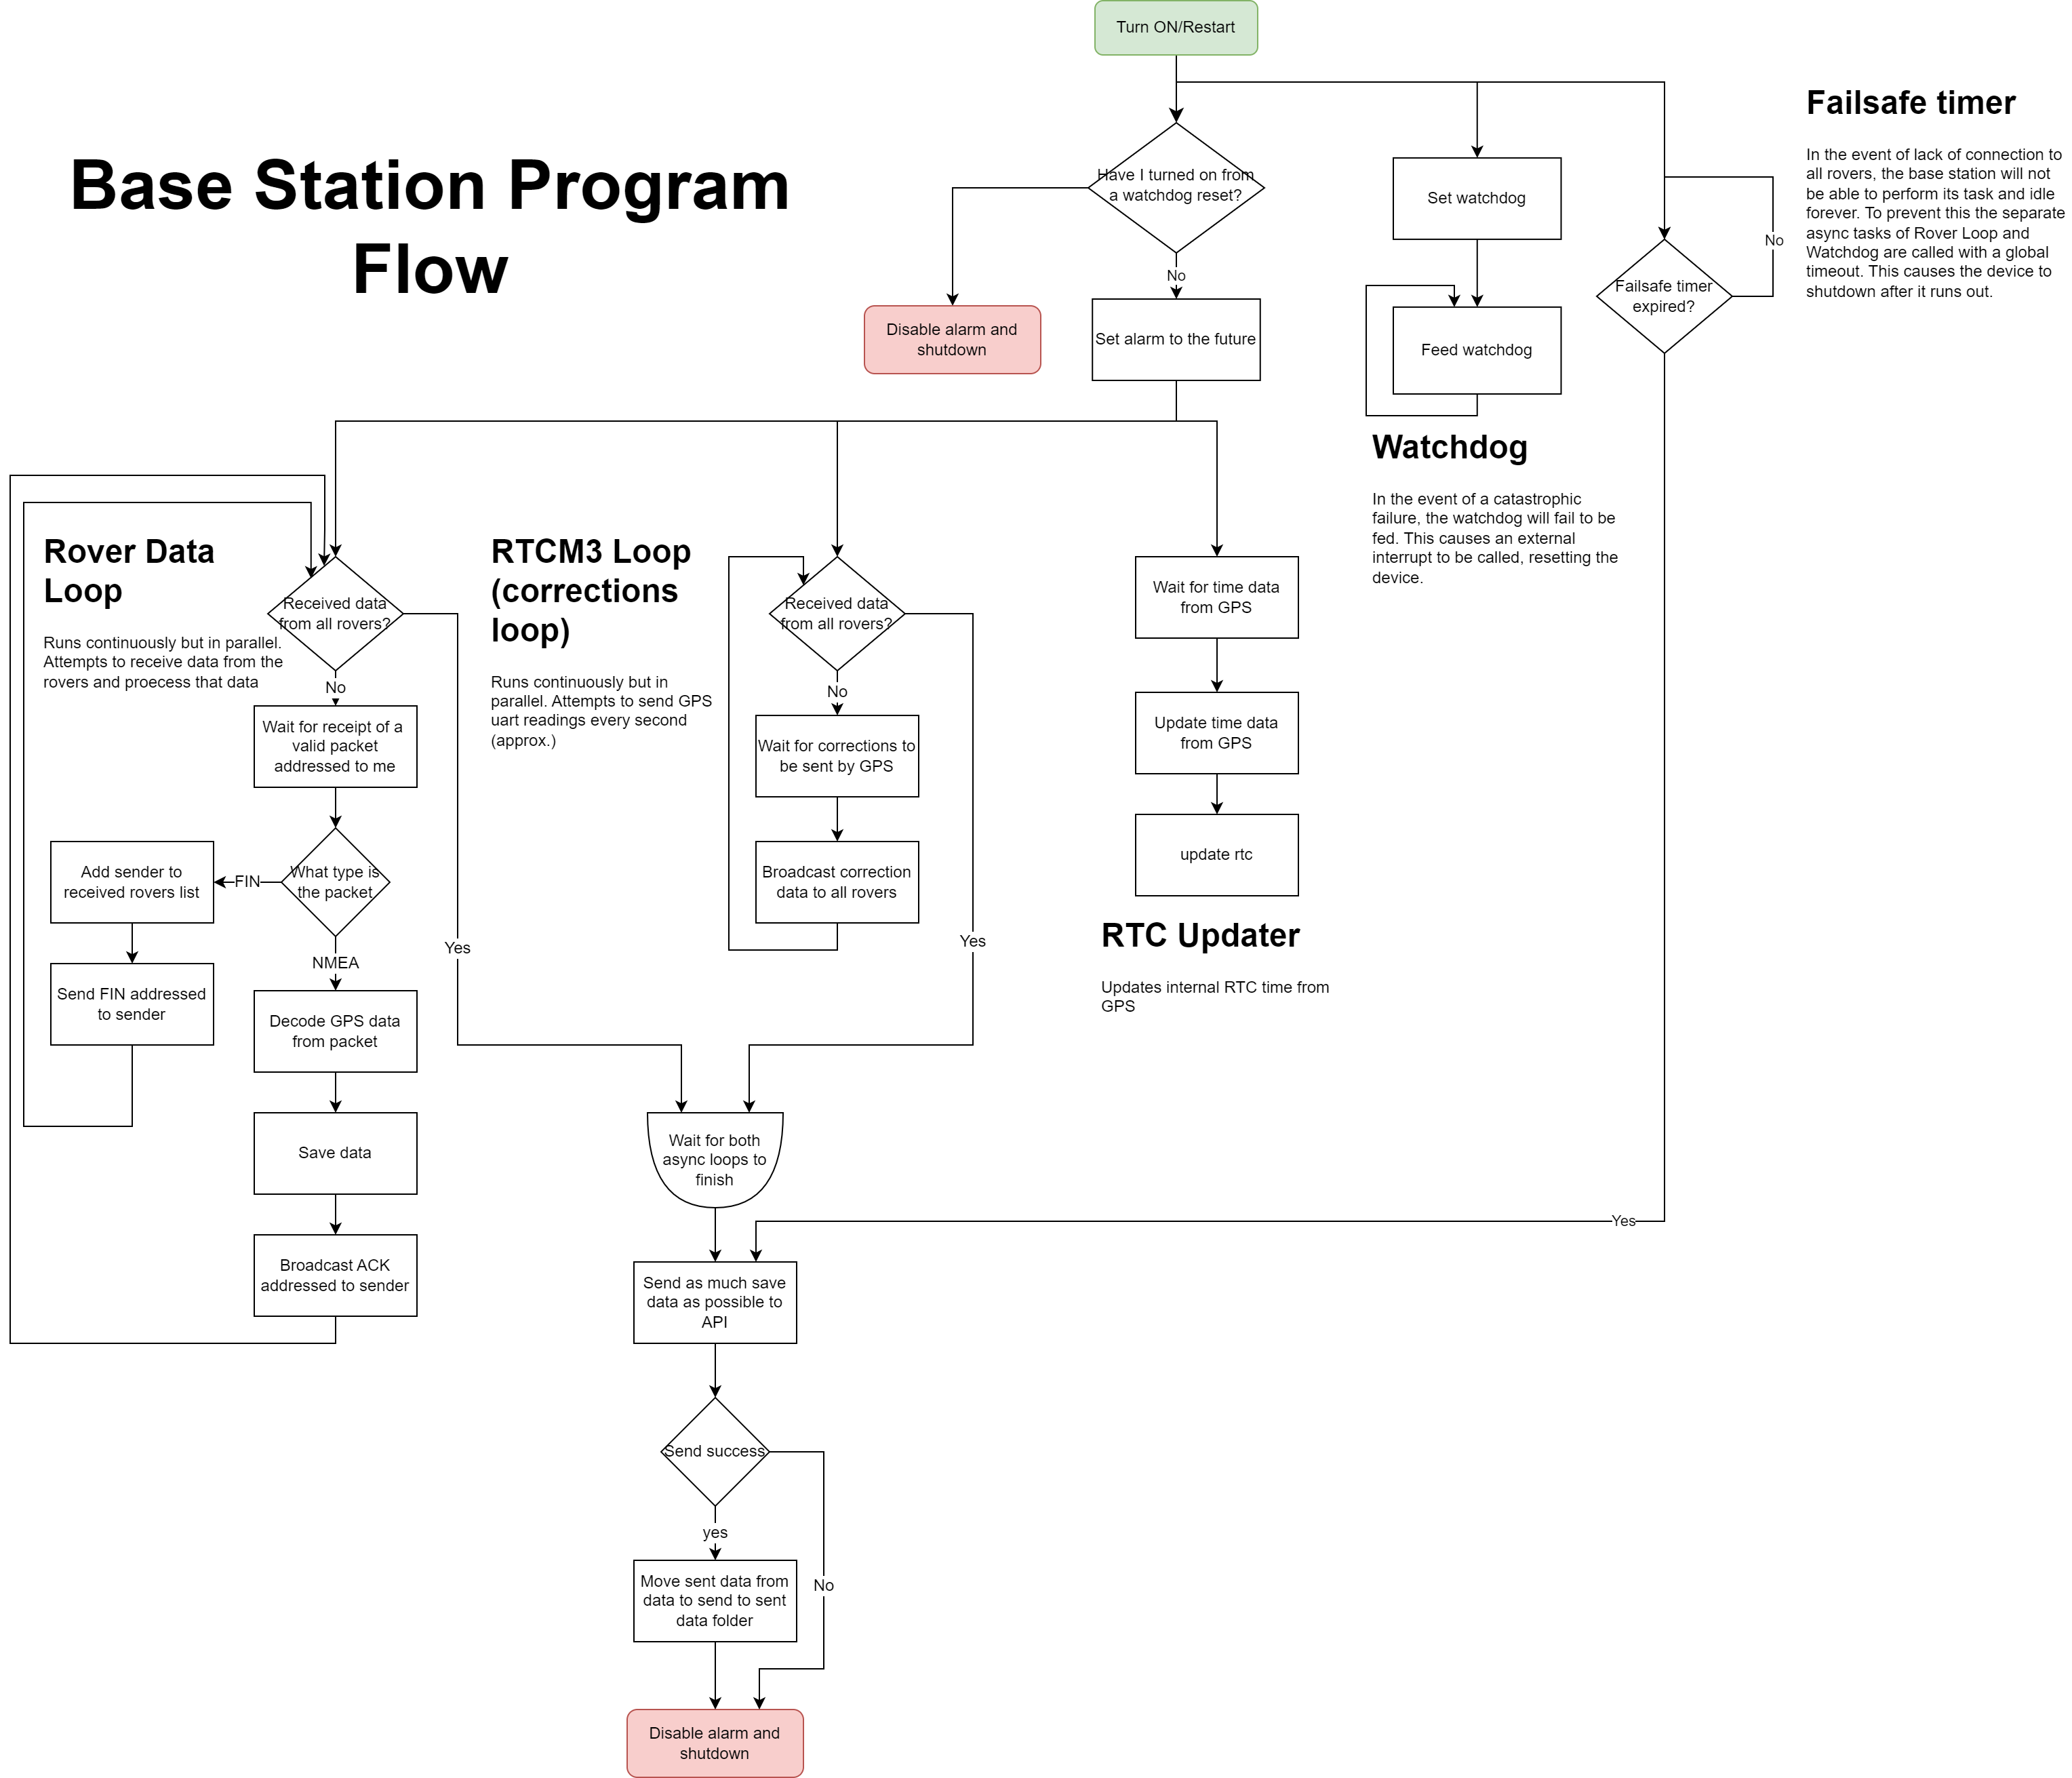 Turn ON/Restart
Base Station Program
Flow
Have I turned on from
a watchdog reset?
No
Set alarm to the future
Disable alarm and
shutdown
Set watchdog
Feed watchdog
Watchdog
In the event of a catastrophic
failure, the watchdog will fail to be
fed. This causes an external
interrupt to be called, resetting the
device.
Failsafe timer
expired?
No
Yes
Failsafe timer
In the event of lack of connection to
all rovers, the base station will not
be able to perform its task and idle
forever. To prevent this the separate
async tasks of Rover Loop and
Watchdog are called with a global
timeout. This causes the device to
shutdown after it runs out.
Rover Data
Loop
Runs continuously but in parallel.
Attempts to receive data from the
rovers and proecess that data
Received data
from all rovers?
No
Yes
Wait for receipt of a
valid packet
addressed to me
What type is
the packet
FIN
Add sender to
received rovers list
Send FIN addressed
to sender
NMEA
Decode GPS data
from packet
Save data
Broadcast ACK
addressed to sender
RTCM3 Loop
(corrections
loop)
Runs continuously but in
parallel. Attempts to send GPS
uart readings every second
(approx.)
Received data
from all rovers?
No
Yes
Wait for corrections to
be sent by GPS
Broadcast correction
data to all rovers
Wait for time data
from GPS
Update time data
from GPS
update rtc
RTC Updater
Updates internal RTC time from
GPS
Wait for both
async loops to
finish
Send as much save
data as possible to
API
Send success
yes
No
Move sent data from
data to send to sent
data folder
Disable alarm and
shutdown